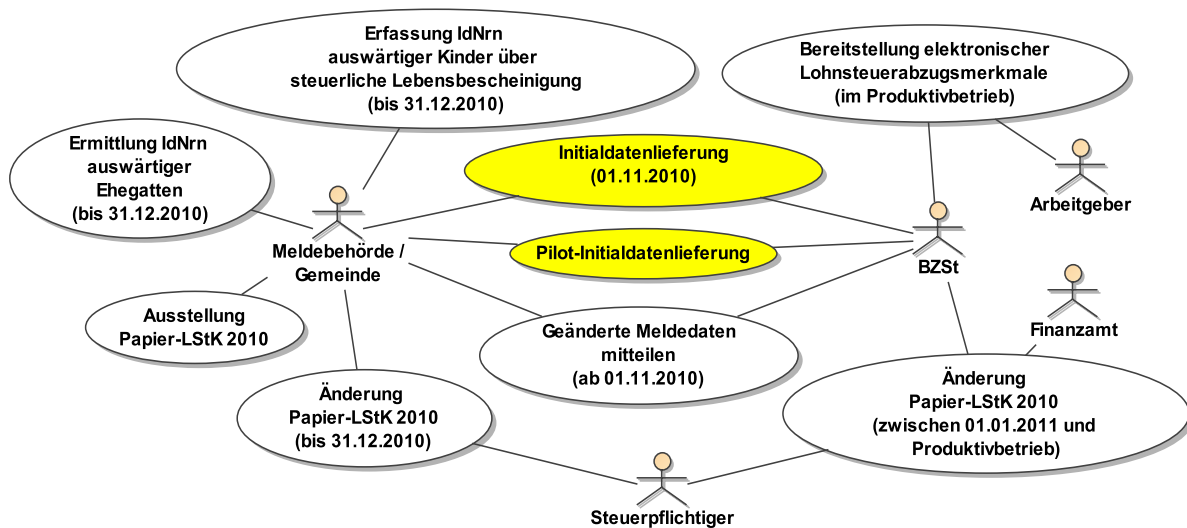 Erfassung IdNrn
auswärtiger Kinder über
steuerliche Lebensbescheinigung
(bis 31.12.2010)
Bereitstellung elektronischer
Lohnsteuerabzugsmerkmale
(im Produktivbetrieb)
Ermittlung IdNrn
auswärtiger
Ehegatten
(bis 31.12.2010)
Initialdatenlieferung
(01.11.2010)
Arbeitgeber
Meldebehörde /
Gemeinde
Pilot-Initialdatenlieferung
BZSt
Ausstellung
Papier-LStK 2010
Geänderte Meldedaten
mitteilen
(ab 01.11.2010)
Finanzamt
Änderung
Papier-LStK 2010
(bis 31.12.2010)
Änderung
Papier-LStK 2010
(zwischen 01.01.2011 und
Produktivbetrieb)
Steuerpflichtiger